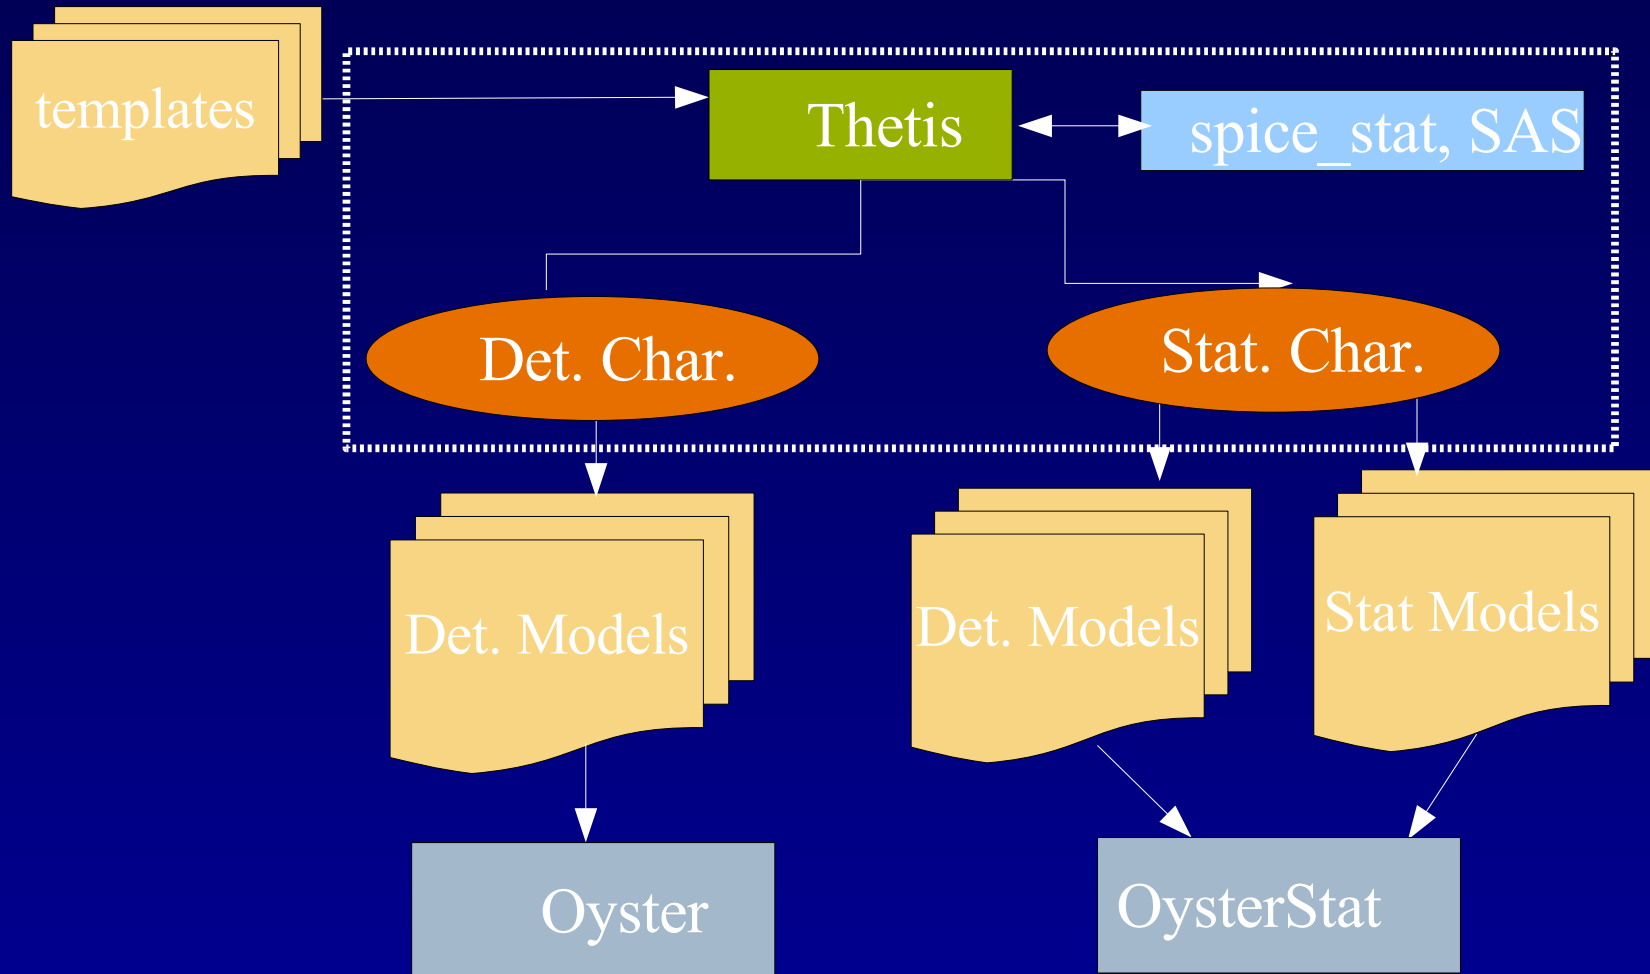 templates
Thetis
spice_stat, SAS
Det. Char.
Stat. Char.
Det. Models
Det. Models
Stat Models
Oyster
OysterStat